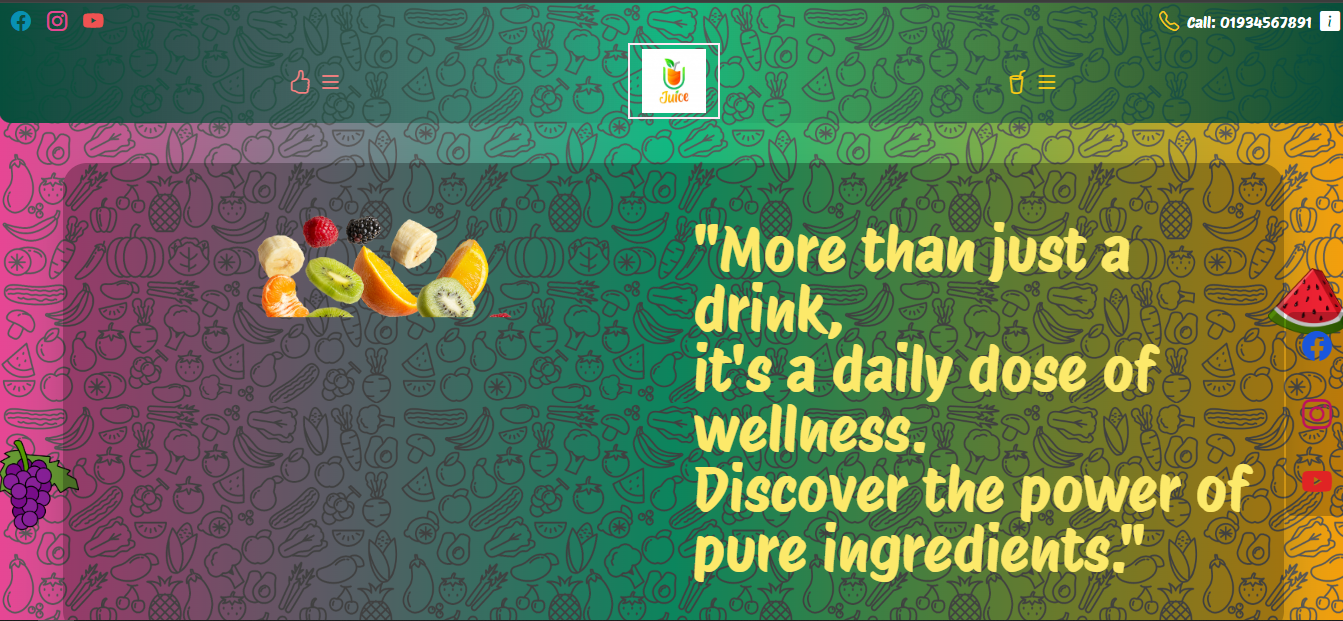 Call: 01934567891 i
Juice
"More than just a
drink,
it's a daily dose of
wellness.
Discover the power of
pure ingredients."